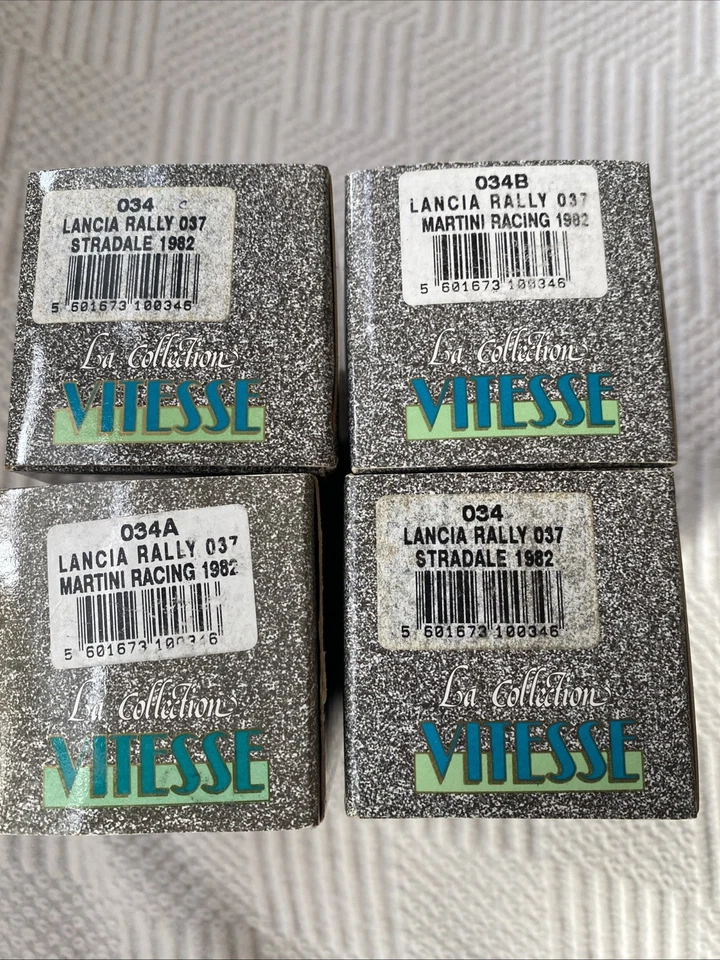 034
LANCIA RALLY 037
STRADALE 1982
5 601673 100346
La Collection
VITESSE
034B
LANCIA RALLY 037
MARTINI RACING 1982
5 601673 100346
La Collection
VITESSE
034A
LANCIA RALLY 037
MARTINI RACING 1982
5 601673 100346
La Collection
VITESSE
034
LANCIA RALLY 037
STRADALE 1982
5 601673 100346
La Collection
VITESSE